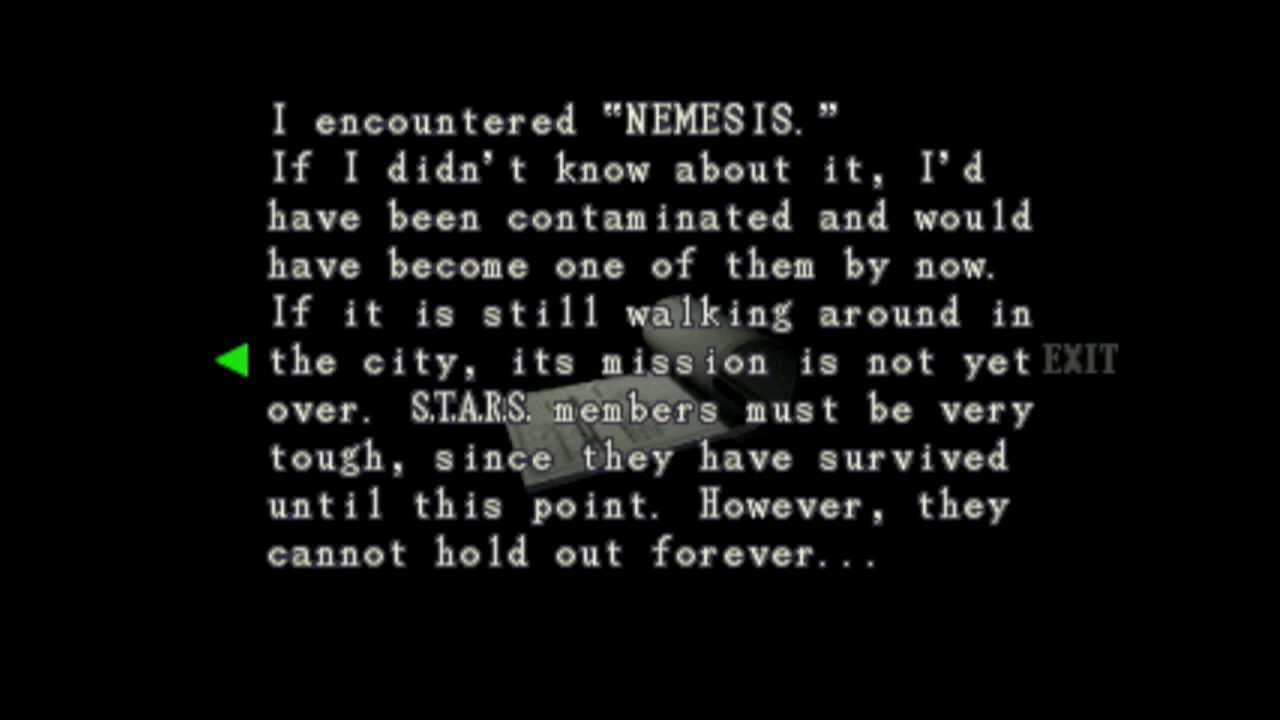 I encountered “NEMESIS.”
If I didn’t know about it, I’d
have been contaminated and would
have become one of them by now.
If it is still walking around in
the city, its mission is not yet
EXIT
over. S.T.A.R.S. members must be very
tough, since they have survived
until this point. However, they
cannot hold out forever...